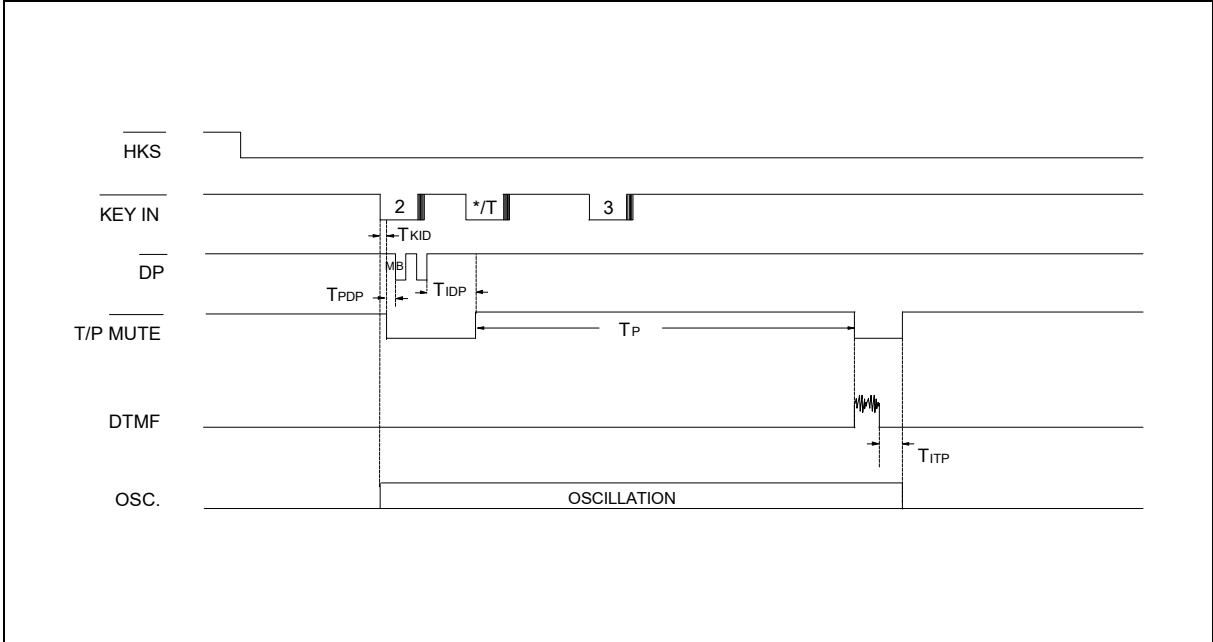 HKS
KEY IN
2
*/T
3
TKID
DP
MB
TPDP
TIDP
T/P MUTE
TP
DTMF
TITP
OSC.
OSCILLATION